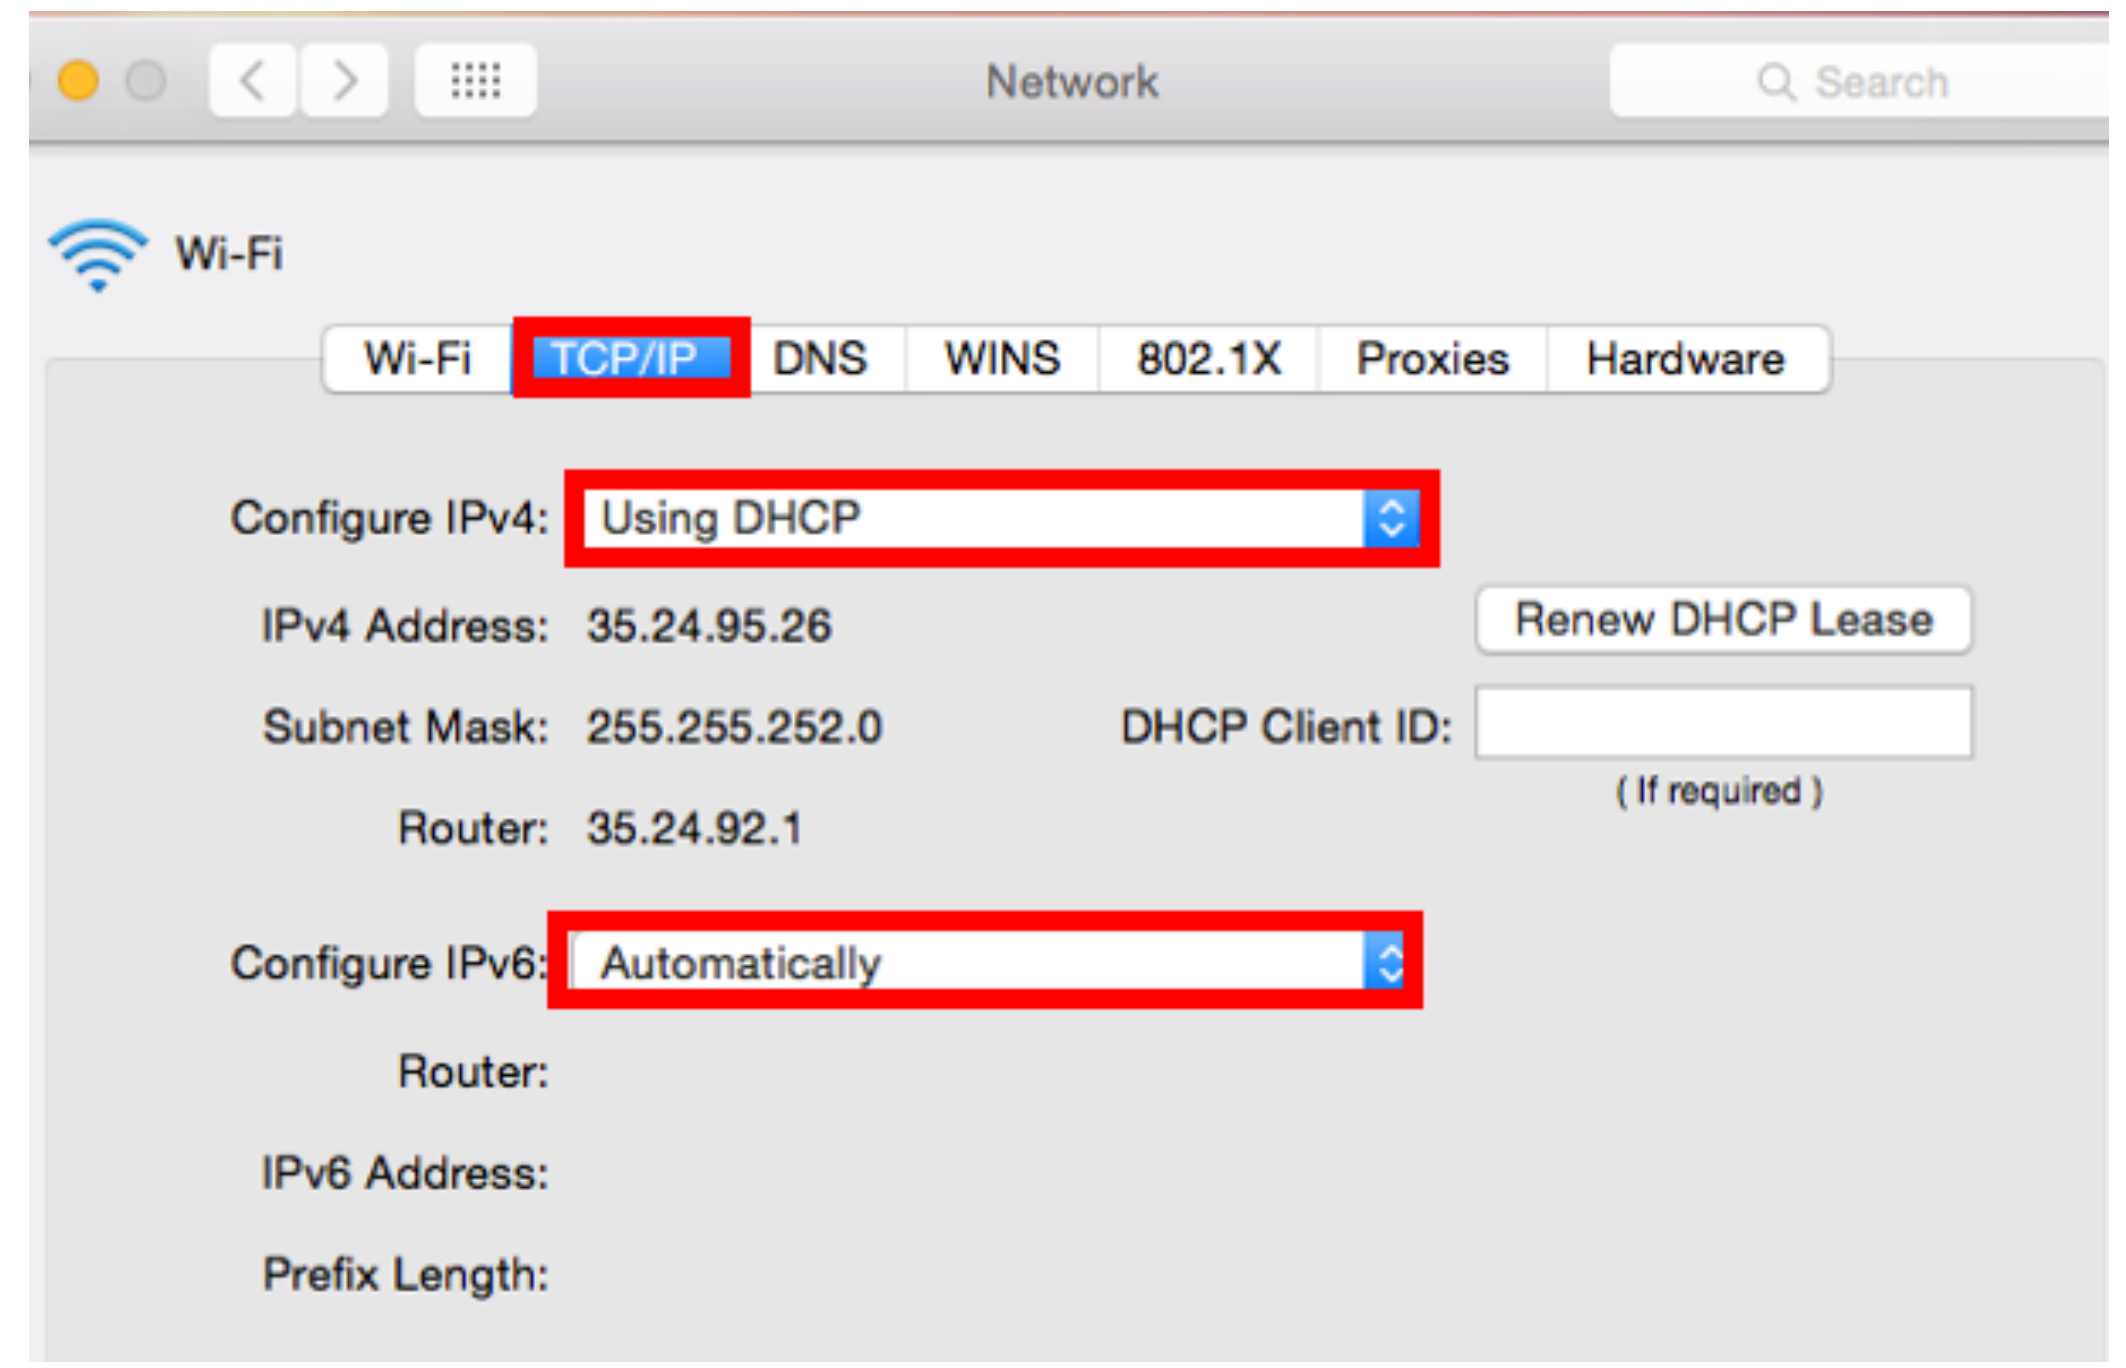 Network
Search
Wi-Fi
Wi-Fi TCP/IP DNS WINS 802.1X Proxies Hardware
Configure IPv4: Using DHCP
IPv4 Address: 35.24.95.26 Renew DHCP Lease
Subnet Mask: 255.255.252.0 DHCP Client ID:
( If required )
Router: 35.24.92.1
Configure IPv6: Automatically
Router:
IPv6 Address:
Prefix Length: